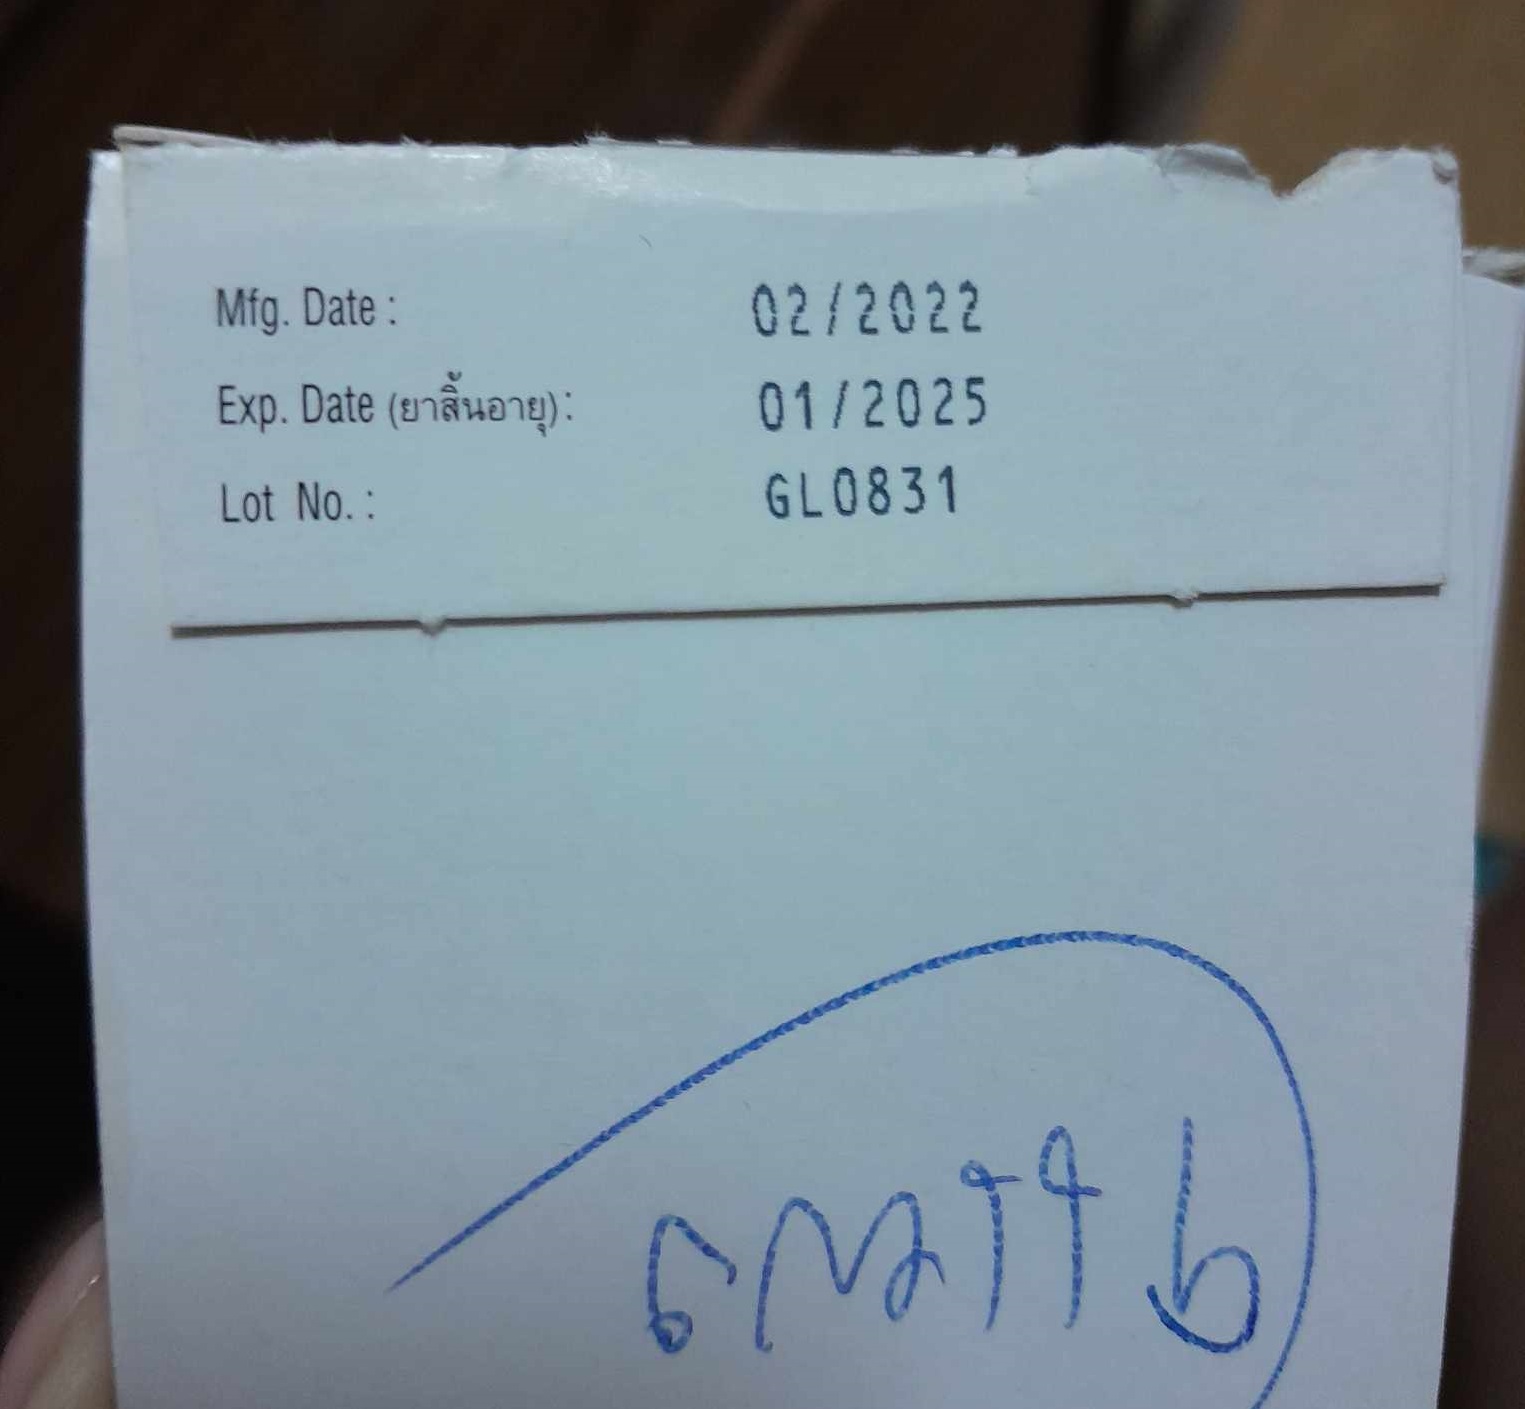 Mfg. Date : 02/2022
Exp. Date (ยาสิ้นอายุ): 01/2025
Lot No. : GL0831